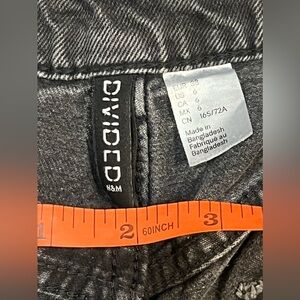 DIVIDED
H&M
EUR 38
US 6
CA 6
MX 6
CN 165/72A
Made in
Bangladesh
Fabriqué au
Bangladesh
1 2 60INCH 3